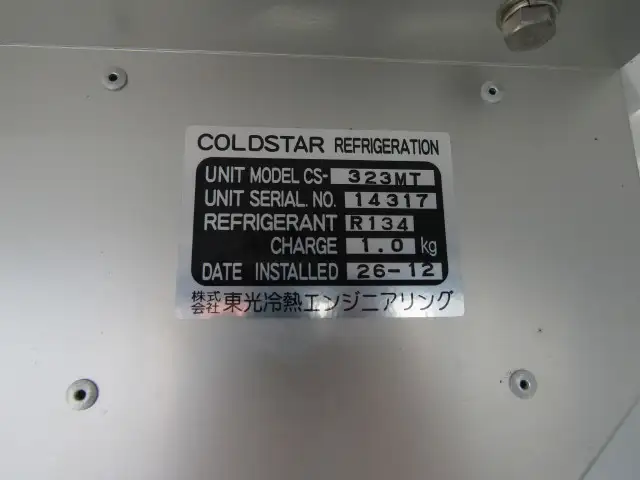 COLDSTAR REFRIGERATION
UNIT MODEL CS- 323MT
UNIT SERIAL. NO. 14317
REFRIGERANT R134
CHARGE 1.0 kg
DATE INSTALLED 26-12
株式会社 東光冷熱エンジニアリング